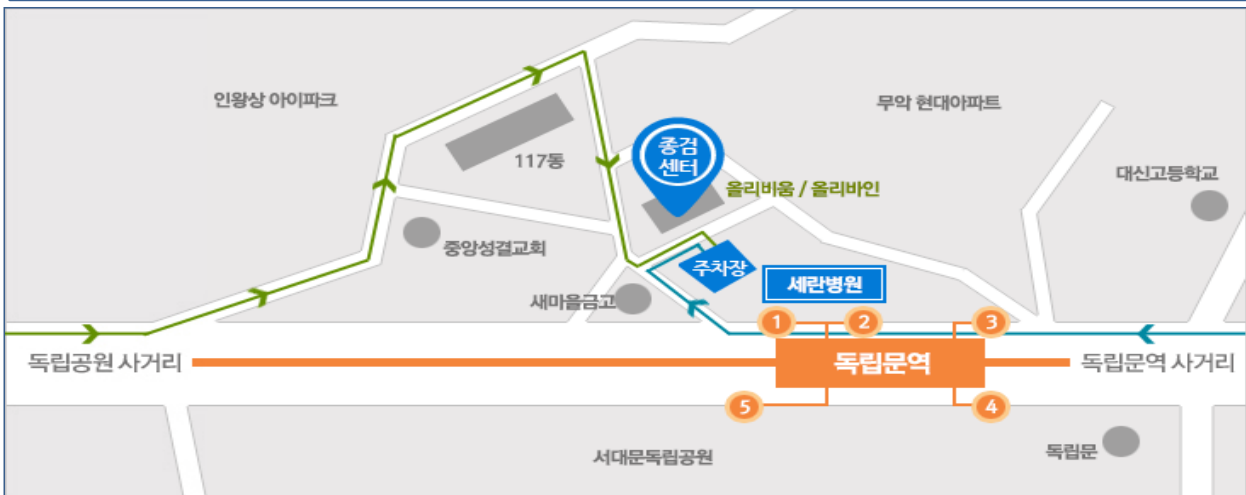 인왕상 아이파크
무악 현대아파트
종검
센터
117동
대신고등학교
올리비움 / 올리바인
중앙성결교회
주차장
세란병원
새마을금고
1
2
3
독립공원 사거리
독립문역
독립문역 사거리
5
4
서대문독립공원
독립문